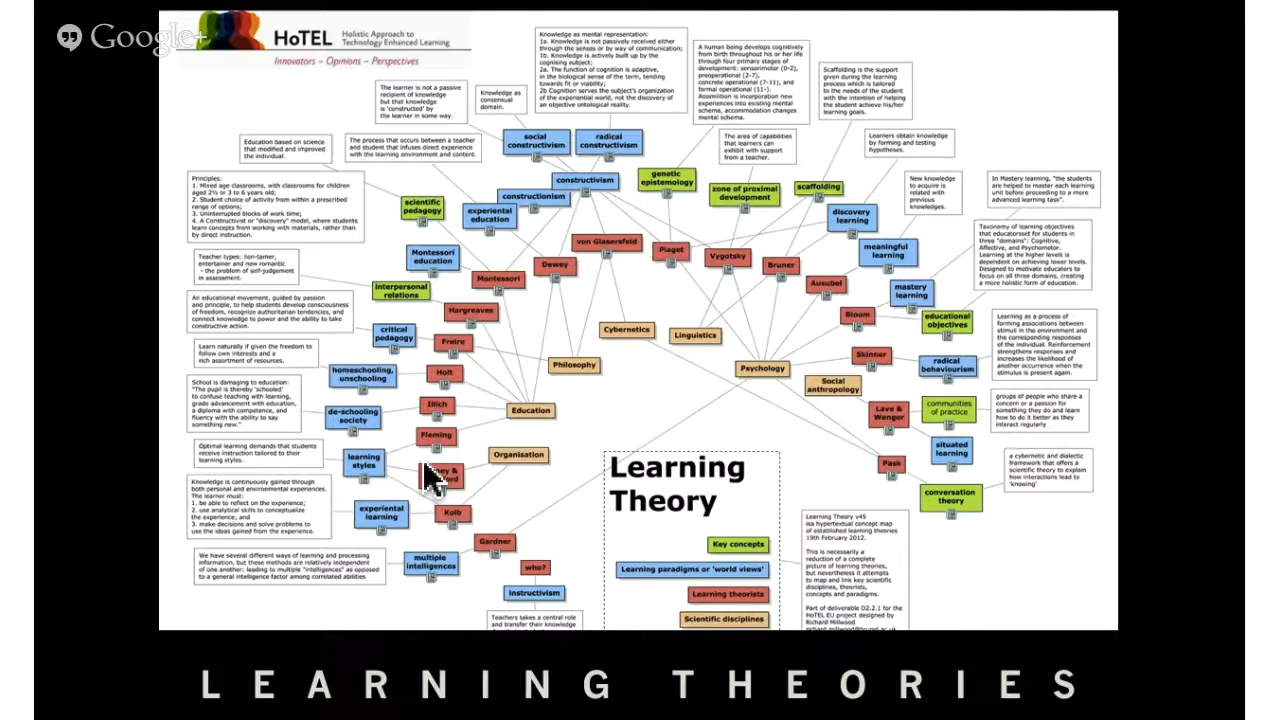 Google+
HoTEL
Holistic Approach to
Technology Enhanced Learning
Innovators – Opinions – Perspectives
Knowledge as mental representation:
1a. Knowledge is not passively received either
through the senses or by way of communication;
1b. Knowledge is actively built up by the
cognising subject;
2a. The function of cognition is adaptive,
in the biological sense of the term, tending
towards fit or viability;
2b Cognition serves the subject's organization
of the experiential world, not the discovery of
an objective ontological reality.
A human being develops cognitively
from birth throughout his or her life
through four primary stages of
development: sensorimotor (0-2),
preoperational (2-7),
concrete operational (7-11), and
formal operational (11-).
Assimilation is incorporation new
experiences into existing mental
schema, accommodation changes
mental schema.
Scaffolding is the support
given during the learning
process which is tailored
to the needs of the student
with the intention of helping
the student achieve his/her
learning goals.
The learner is not a passive
recipient of knowledge
but that knowledge
is 'constructed' by
the learner in some way.
Knowledge as
consensual
domain.
Education based on science
that modified and improved
the individual.
The process that occurs between a teacher
and student that infuses direct experience
with the learning environment and content.
social
constructivism
radical
constructivism
The area of capabilities
that learners can
exhibit with support
from a teacher.
Learners obtain knowledge
by forming and testing
hypotheses.
Principles:
1. Mixed age classrooms, with classrooms for children
aged 2½ or 3 to 6 years old;
2. Student choice of activity from within a prescribed
range of options;
3. Uninterrupted blocks of work time;
4. A Constructivist or "discovery" model, where students
learn concepts from working with materials, rather than
by direct instruction.
scientific
pedagogy
experiential
education
constructionism
constructivism
genetic
epistemology
zone of proximal
development
scaffolding
discovery
learning
New knowledge
to acquire is
related with
previous
knowledges.
In Mastery learning, "the students
are helped to master each learning
unit before proceeding to a more
advanced learning task".
Taxonomy of learning objectives
that educatorsset for students in
three "domains": Cognitive,
Affective, and Psychomotor.
Learning at the higher levels is
dependent on achieving lower levels.
Designed to motivate educators to
focus on all three domains, creating
a more holistic form of education.
Teacher types: lion-tamer,
entertainer and new romantic
- the problem of self-judgement
in assessment.
Montessori
education
Montessori
Dewey
von Glasersfeld
Piaget
Vygotsky
Bruner
Ausubel
meaningful
learning
mastery
learning
interpersonal
relations
Hargreaves
Bloom
educational
objectives
An educational movement, guided by passion
and principle, to help students develop consciousness
of freedom, recognize authoritarian tendencies, and
connect knowledge to power and the ability to take
constructive action.
critical
pedagogy
Freire
Cybernetics
Linguistics
Learning as a process of
forming associations between
stimuli in the environment and
the corresponding responses
of the individual. Reinforcement
strengthens responses and
increases the likelihood of
another occurrence when the
stimulus is present again.
Learn naturally if given the freedom to
follow own interests and a
rich assortment of resources.
homeschooling,
unschooling
Holt
Philosophy
Psychology
Skinner
radical
behaviourism
Social
anthropology
School is damaging to education:
"The pupil is thereby 'schooled'
to confuse teaching with learning,
grade advancement with education,
a diploma with competence, and
fluency with the ability to say
something new."
de-schooling
society
Illich
Education
Lave &
Wenger
communities
of practice
groups of people who share a
concern or a passion for
something they do and learn
how to do it better as they
interact regularly
Fleming
Optimal learning demands that students
receive instruction tailored to their
learning styles.
learning
styles
Organisation
situated
learning
Pask
a cybernetic and dialectic
framework that offers a
scientific theory to explain
how interactions lead to
'knowing'
conversation
theory
Knowledge is continuously gained through
both personal and environmental experiences.
The learner must:
1. be able to reflect on the experience;
2. use analytical skills to conceptualize
the experience; and
3. make decisions and solve problems to
use the ideas gained from the experience.
experiential
learning
Kolb
Gardner
We have several different ways of learning and processing
information, but these methods are relatively independent
of one another: leading to multiple "intelligences" as opposed
to a general intelligence factor among correlated abilities
multiple
intelligences
who?
instructivism
Teachers takes a central role
and transfer their knowledge
Learning
Theory
Key concepts
Learning paradigms or 'world views'
Learning theorists
Scientific disciplines
Learning Theory v45
isa hypertextual concept map
of established learning theories
19th February 2012.
This is necessarily a
reduction of a complete
picture of learning theories,
but nevertheless it attempts
to map and link key scientific
disciplines, theorists,
concepts and paradigms.
Part of deliverable D2.2.1 for the
HoTEL EU project designed by
Richard Millwood
LEARNING THEORIES